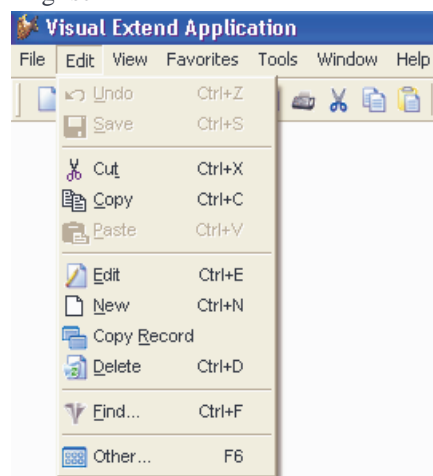 Visual Extend Application
File Edit View Favorites Tools Window Help
Undo Ctrl+Z
Save Ctrl+S
Cut Ctrl+X
Copy Ctrl+C
Paste Ctrl+V
Edit Ctrl+E
New Ctrl+N
Copy Record
Delete Ctrl+D
Find... Ctrl+F
Other... F6